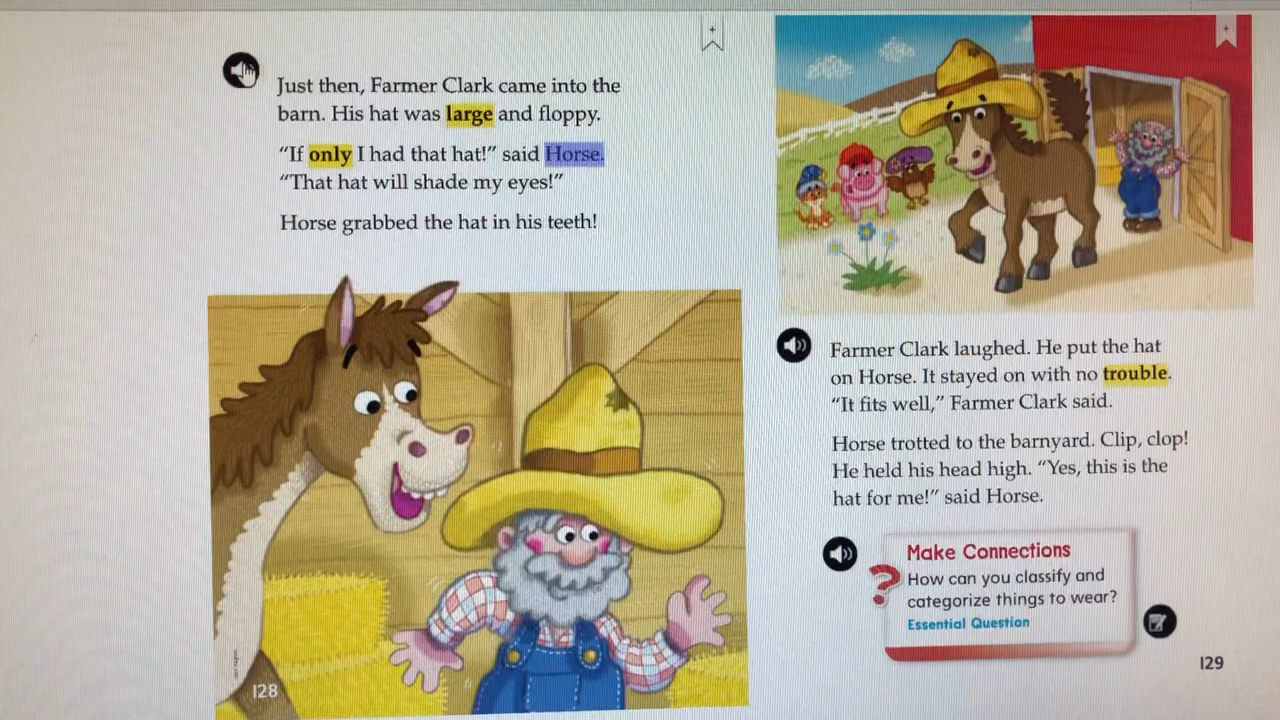 Just then, Farmer Clark came into the
barn. His hat was large and floppy.
“If only I had that hat!” said Horse.
“That hat will shade my eyes!”
Horse grabbed the hat in his teeth!
128
Farmer Clark laughed. He put the hat
on Horse. It stayed on with no trouble.
“It fits well,” Farmer Clark said.
Horse trotted to the barnyard. Clip, clop!
He held his head high. “Yes, this is the
hat for me!” said Horse.
Make Connections
? How can you classify and
categorize things to wear?
Essential Question
129